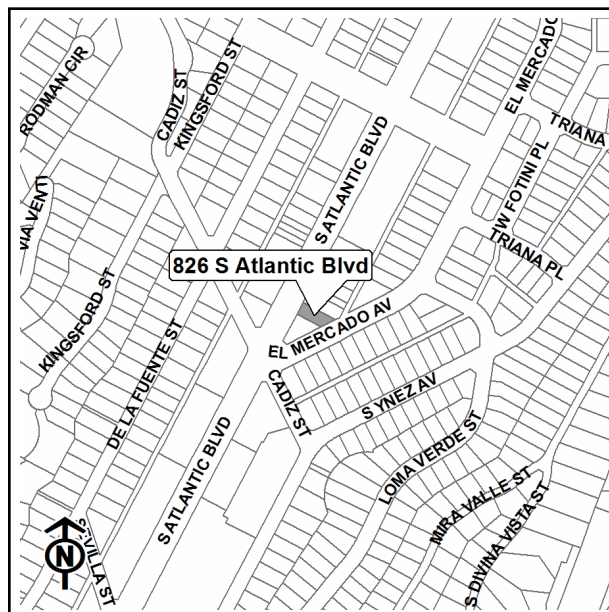 RODMAN CIR
CADIZ ST
KINGSFORD ST
S ATLANTIC BLVD
EL MERCADO
TRIANA
W FOTINI PL
TRIANA PL
VIA VENTI
826 S Atlantic Blvd
KINGSFORD ST
DE LA FUENTE ST
EL MERCADO AV
CADIZ ST
S YNEZ AV
S ATLANTIC BLVD
LOMA VERDE ST
MIRA VALLE ST
S DIVINA VISTA ST
N